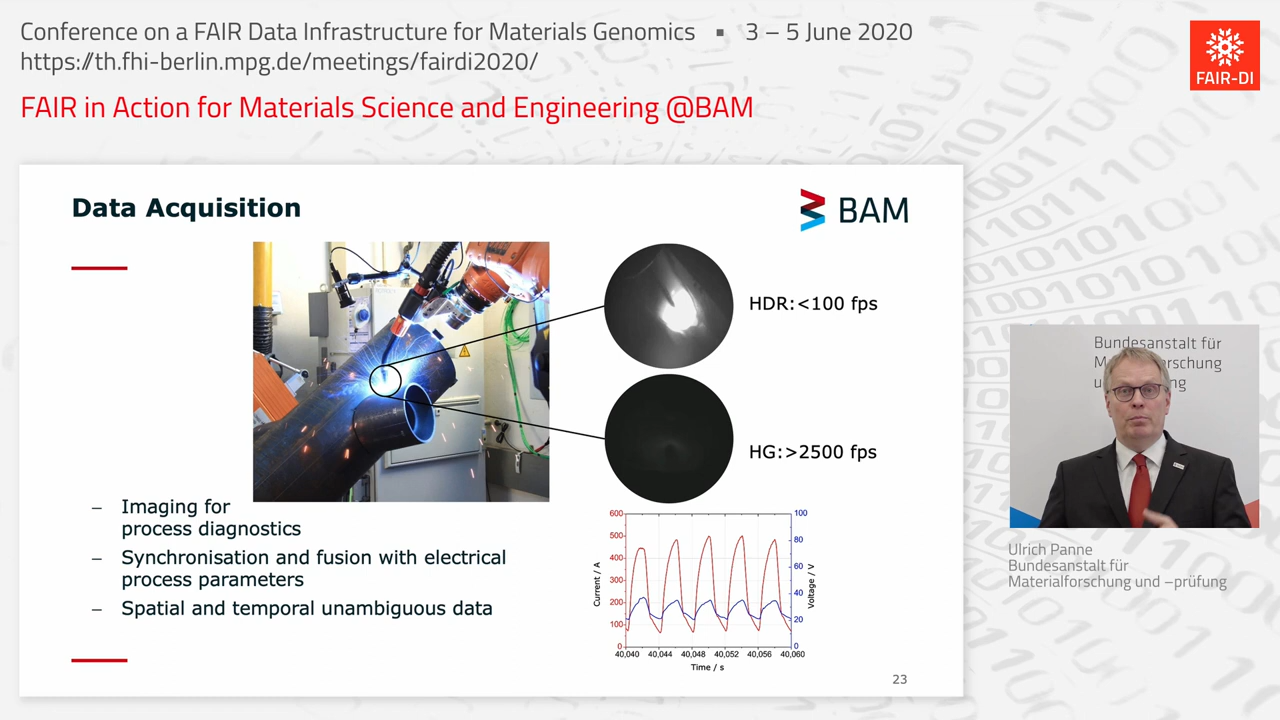 Conference on a FAIR Data Infrastructure for Materials Genomics ▪ 3 – 5 June 2020
https://th.fhi-berlin.mpg.de/meetings/fairdi2020/
FAIR-DI
FAIR in Action for Materials Science and Engineering @BAM
Data Acquisition
BAM
HDR:<100 fps
HG:>2500 fps
– Imaging for
process diagnostics
– Synchronisation and fusion with electrical
process parameters
– Spatial and temporal unambiguous data
600
500
400
300
200
100
0
Current / A
100
80
60
40
20
0
Voltage / V
40,040 40,044 40,048 40,052 40,056 40,060
Time / s
23
Bundesanstalt für
Ulrich Panne
Bundesanstalt für
Materialforschung und –prüfung